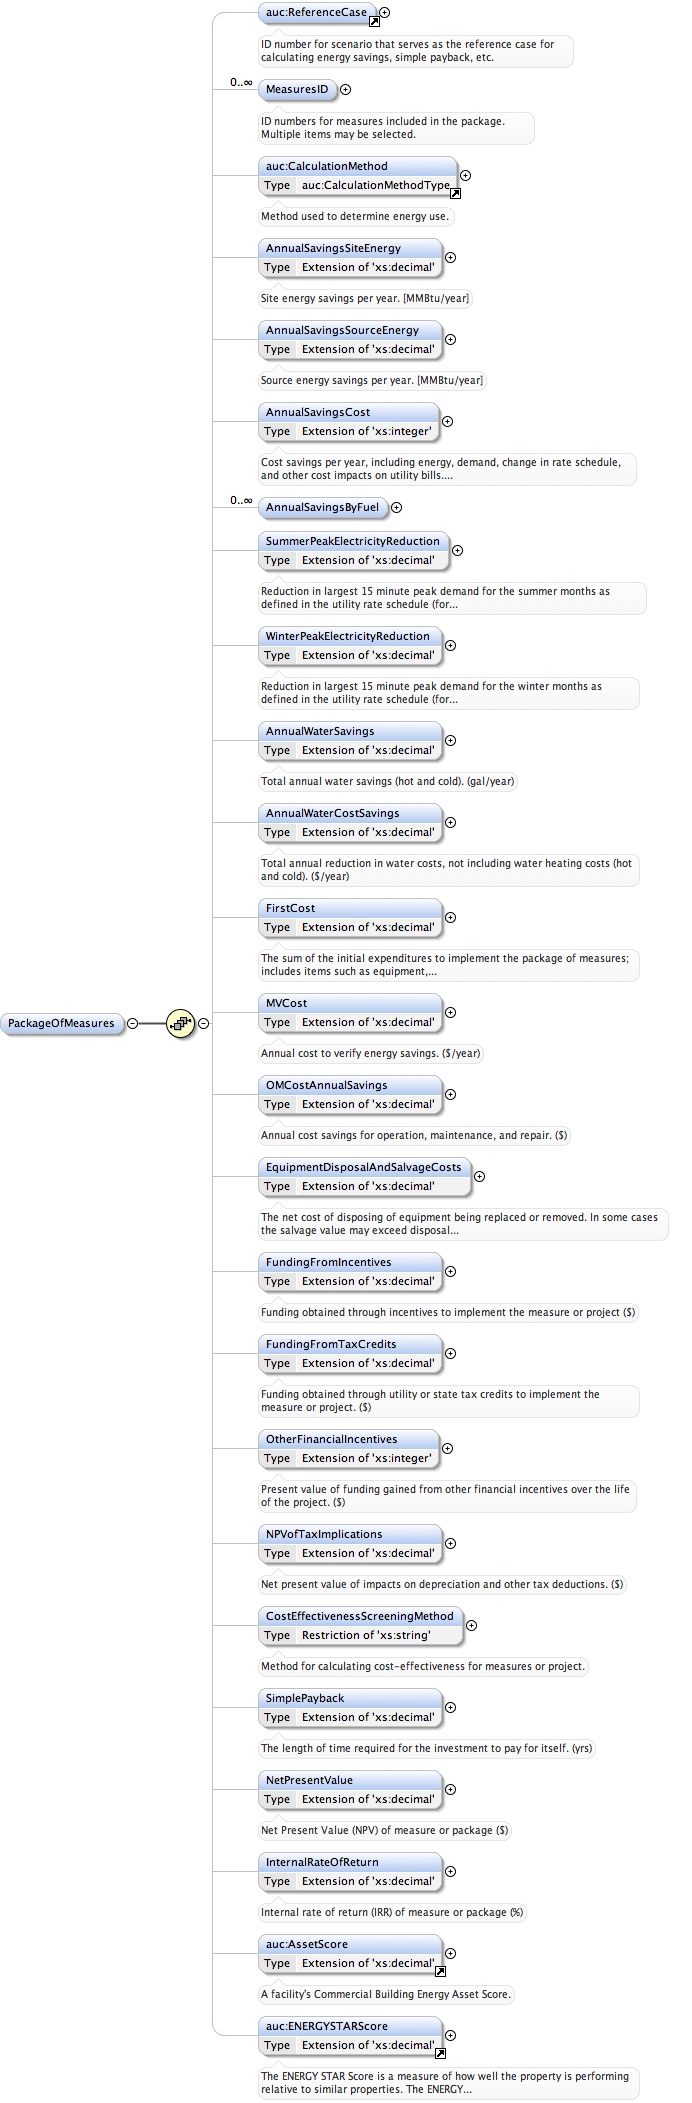 auc:ReferenceCase
ID number for scenario that serves as the reference case for
calculating energy savings, simple payback, etc.
0..∞
MeasuresID
ID numbers for measures included in the package.
Multiple items may be selected.
auc:CalculationMethod
Type auc:CalculationMethodType
Method used to determine energy use.
AnnualSavingsSiteEnergy
Type Extension of 'xs:decimal'
Site energy savings per year. [MMBtu/year]
AnnualSavingsSourceEnergy
Type Extension of 'xs:decimal'
Source energy savings per year. [MMBtu/year]
AnnualSavingsCost
Type Extension of 'xs:integer'
Cost savings per year, including energy, demand, change in rate schedule,
and other cost impacts on utility bills....
0..∞
AnnualSavingsByFuel
SummerPeakElectricityReduction
Type Extension of 'xs:decimal'
Reduction in largest 15 minute peak demand for the summer months as
defined in the utility rate schedule (for...
WinterPeakElectricityReduction
Type Extension of 'xs:decimal'
Reduction in largest 15 minute peak demand for the winter months as
defined in the utility rate schedule (for...
AnnualWaterSavings
Type Extension of 'xs:decimal'
Total annual water savings (hot and cold). (gal/year)
AnnualWaterCostSavings
Type Extension of 'xs:decimal'
Total annual reduction in water costs, not including water heating costs (hot
and cold). ($/year)
FirstCost
Type Extension of 'xs:decimal'
The sum of the initial expenditures to implement the package of measures;
includes items such as equipment,...
PackageOfMeasures
MVCost
Type Extension of 'xs:decimal'
Annual cost to verify energy savings. ($/year)
OMCostAnnualSavings
Type Extension of 'xs:decimal'
Annual cost savings for operation, maintenance, and repair. ($)
EquipmentDisposalAndSalvageCosts
Type Extension of 'xs:decimal'
The net cost of disposing of equipment being replaced or removed. In some cases
the salvage value may exceed disposal...
FundingFromIncentives
Type Extension of 'xs:decimal'
Funding obtained through incentives to implement the measure or project ($)
FundingFromTaxCredits
Type Extension of 'xs:decimal'
Funding obtained through utility or state tax credits to implement the
measure or project. ($)
OtherFinancialIncentives
Type Extension of 'xs:integer'
Present value of funding gained from other financial incentives over the life
of the project. ($)
NPVofTaxImplications
Type Extension of 'xs:decimal'
Net present value of impacts on depreciation and other tax deductions. ($)
CostEffectivenessScreeningMethod
Type Restriction of 'xs:string'
Method for calculating cost-effectiveness for measures or project.
SimplePayback
Type Extension of 'xs:decimal'
The length of time required for the investment to pay for itself. (yrs)
NetPresentValue
Type Extension of 'xs:decimal'
Net Present Value (NPV) of measure or package ($)
InternalRateOfReturn
Type Extension of 'xs:decimal'
Internal rate of return (IRR) of measure or package (%)
auc:AssetScore
Type Extension of 'xs:decimal'
A facility's Commercial Building Energy Asset Score.
auc:ENERGYSTARScore
Type Extension of 'xs:decimal'
The ENERGY STAR Score is a measure of how well the property is performing
relative to similar properties. The ENERGY...